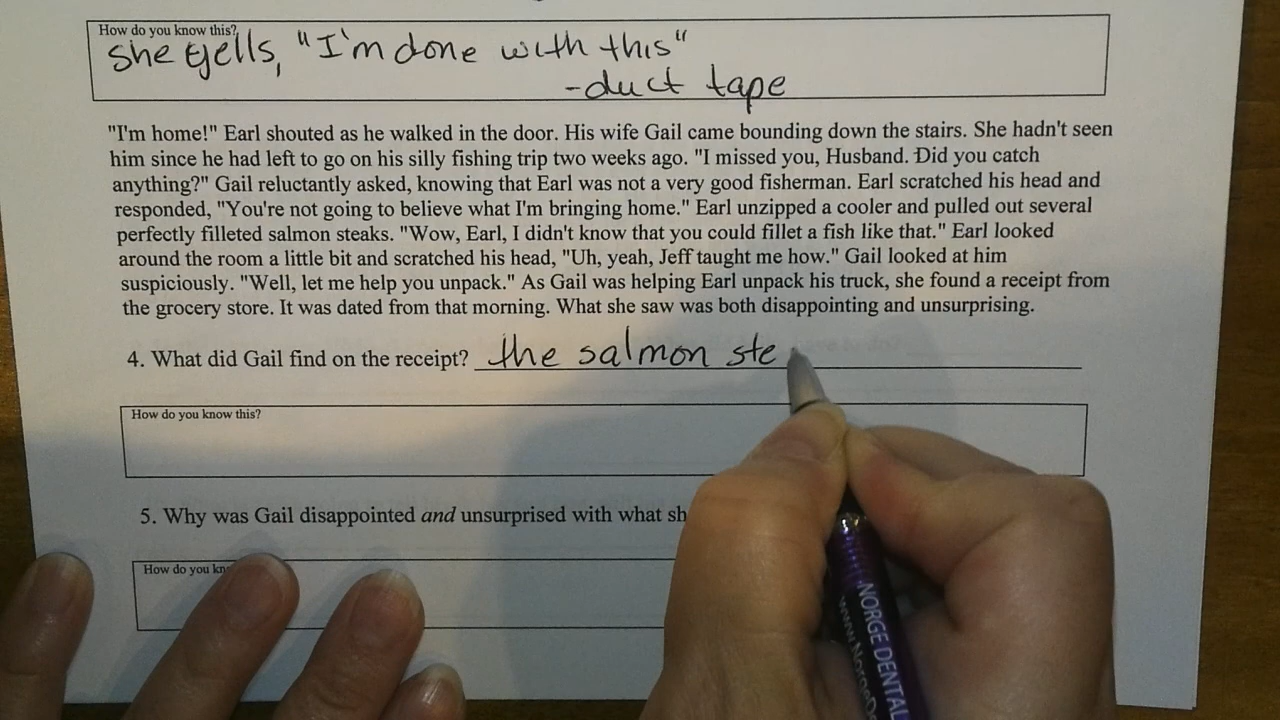 How do you know this?
She yells, "I'm done with this"
-duct tape
"I'm home!" Earl shouted as he walked in the door. His wife Gail came bounding down the stairs. She hadn't seen
him since he had left to go on his silly fishing trip two weeks ago. "I missed you, Husband. Did you catch
anything?" Gail reluctantly asked, knowing that Earl was not a very good fisherman. Earl scratched his head and
responded, "You're not going to believe what I'm bringing home." Earl unzipped a cooler and pulled out several
perfectly filleted salmon steaks. "Wow, Earl, I didn't know that you could fillet a fish like that." Earl looked
around the room a little bit and scratched his head, "Uh, yeah, Jeff taught me how." Gail looked at him
suspiciously. "Well, let me help you unpack." As Gail was helping Earl unpack his truck, she found a receipt from
the grocery store. It was dated from that morning. What she saw was both disappointing and unsurprising.
4. What did Gail find on the receipt? the salmon ste
How do you know this?
5. Why was Gail disappointed and unsurprised with what sh
How do you kn
NORGE DENTAL